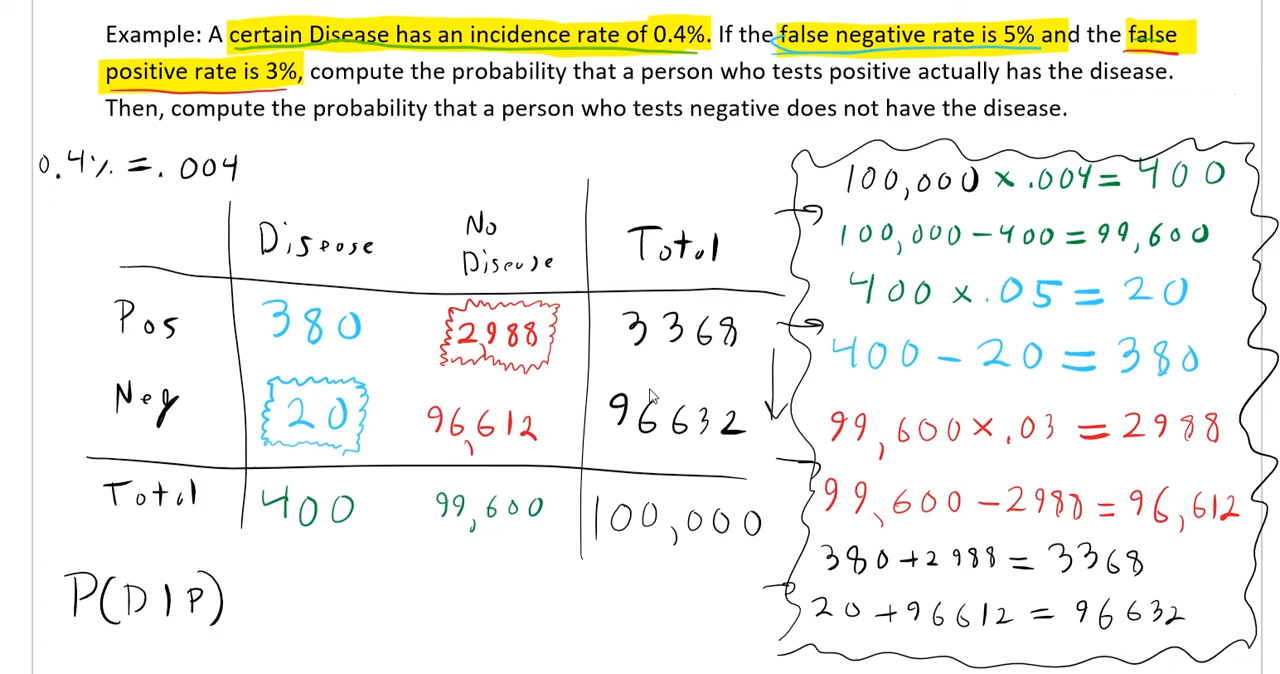 Example: A certain Disease has an incidence rate of 0.4%. If the false negative rate is 5% and the false
positive rate is 3%, compute the probability that a person who tests positive actually has the disease.
Then, compute the probability that a person who tests negative does not have the disease.
0.4% = .004
Disease No Disease Total
Pos 380 2,988 3368
Neg 20 96,612 96632
Total 400 99,600 100,000
P(D|P)
100,000 × .004 = 400
100,000 - 400 = 99,600
400 × .05 = 20
400 - 20 = 380
99,600 × .03 = 2988
99,600 - 2988 = 96,612
380 + 2988 = 3368
20 + 96612 = 96632